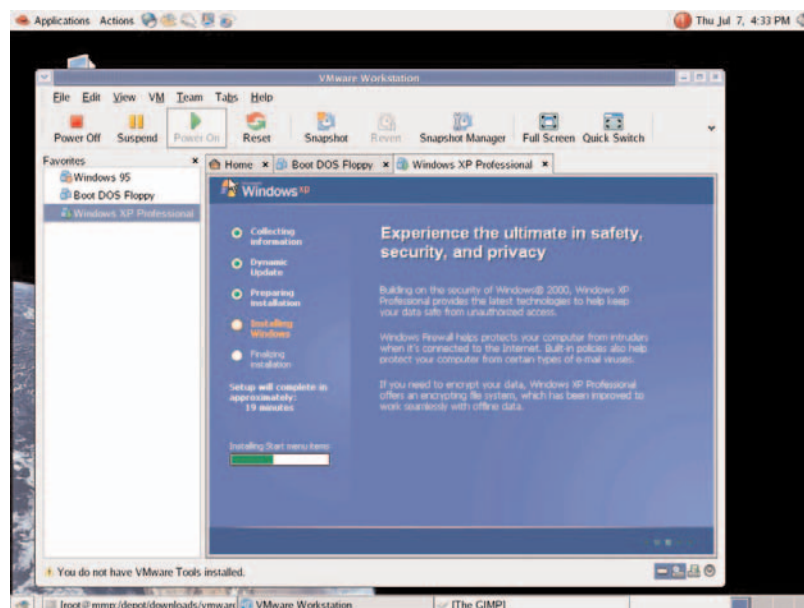 Applications Actions
Thu Jul 7, 4:33 PM
VMware Workstation
File Edit View VM Team Tabs Help
Power Off Suspend Power On Reset Snapshot Revert Snapshot Manager Full Screen Quick Switch
Favorites
Windows 95
Boot DOS Floppy
Windows XP Professional
Home Boot DOS Floppy Windows XP Professional
Windows xp
Collecting
information
Dynamic
Update
Preparing
installation
Installing
Windows
Finalizing
installation
Setup will complete in
approximately:
19 minutes
Installing Start menu items
Experience the ultimate in safety,
security, and privacy
Building on the security of Windows® 2000, Windows XP
Professional provides the latest technologies to help keep
your data safe from unauthorized access.
Windows Firewall helps protects your computer from intruders
when it's connected to the Internet. Built in policies also help
protect your computer from certain types of e-mail viruses.
If you need to encrypt your data, Windows XP Professional
offers an encrypting file system, which has been improved to
work seamlessly with offline data.
You do not have VMware Tools installed.
[root@mmp:/depot/downloads/vmware VMware Workstation [The GIMP]